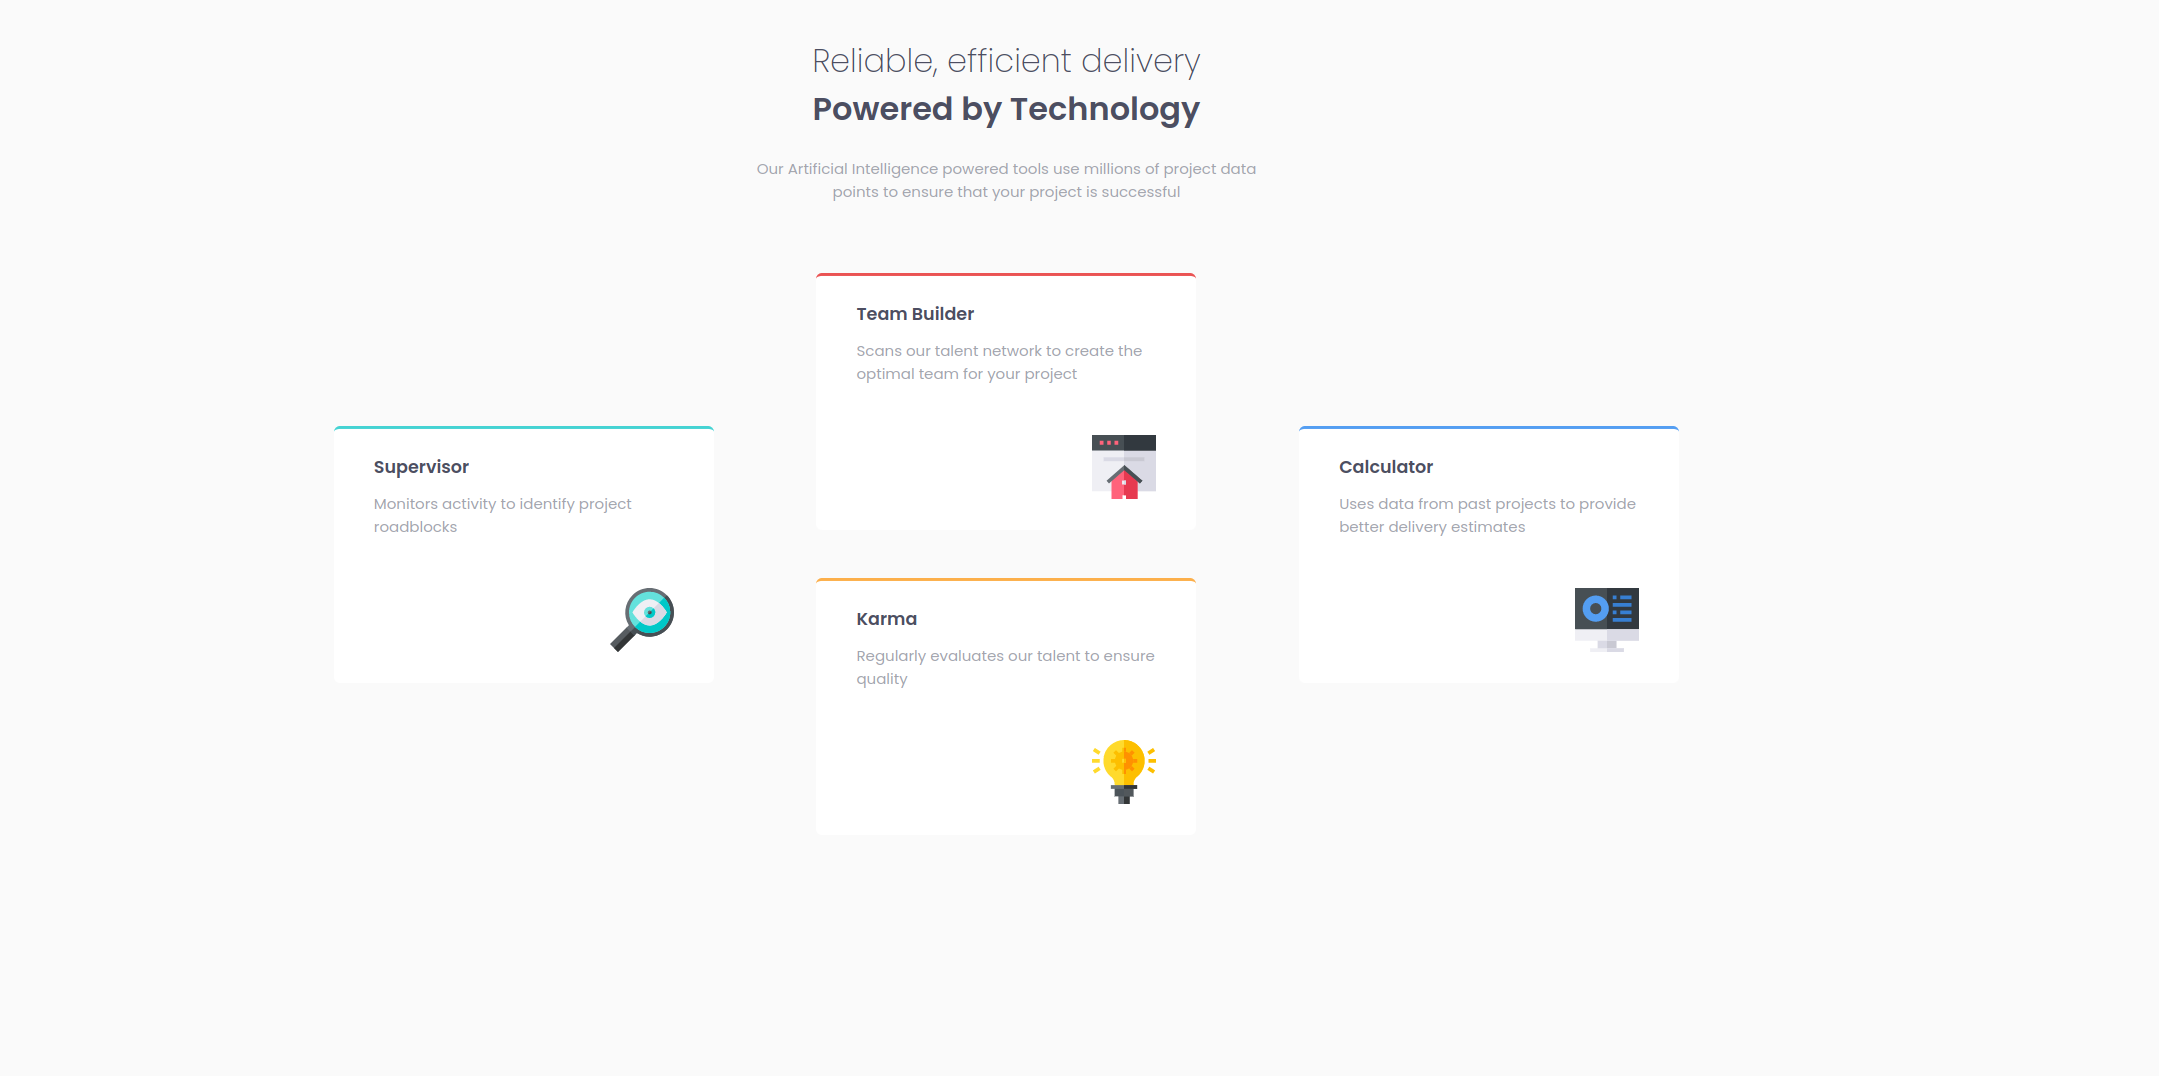 Reliable, efficient delivery
Powered by Technology
Our Artificial Intelligence powered tools use millions of project data
points to ensure that your project is successful
Supervisor
Monitors activity to identify project
roadblocks
Team Builder
Scans our talent network to create the
optimal team for your project
Karma
Regularly evaluates our talent to ensure
quality
Calculator
Uses data from past projects to provide
better delivery estimates